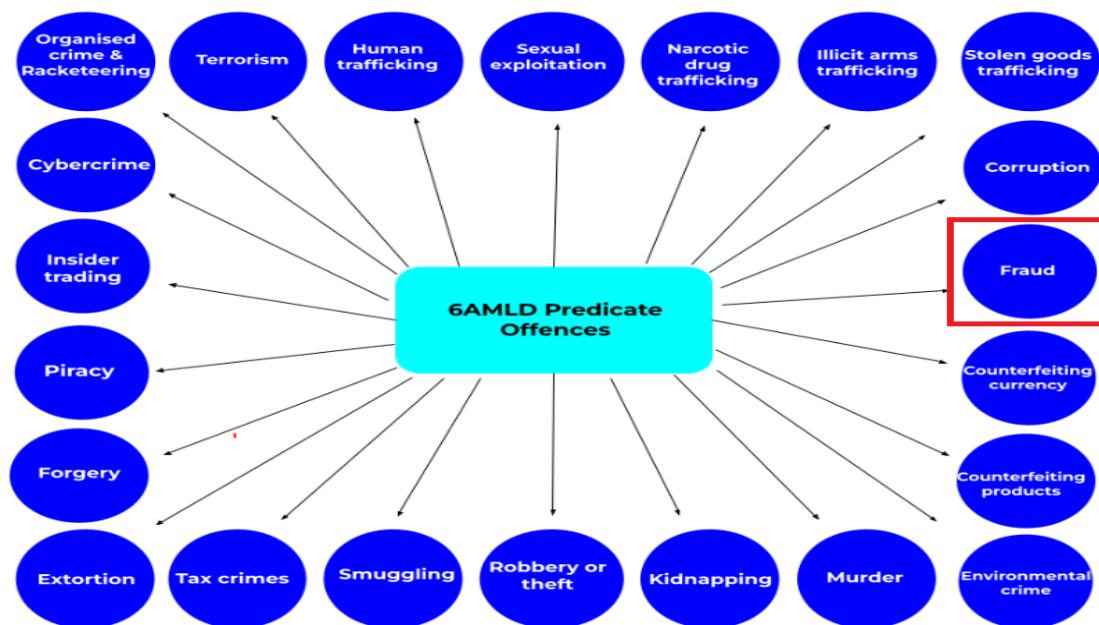 Organised
crime &
Racketeering
Terrorism
Human
trafficking
Sexual
exploitation
Narcotic
drug
trafficking
Illicit arms
trafficking
Stolen goods
trafficking
Cybercrime
Corruption
Insider
trading
Fraud
6AMLD Predicate
Offences
Piracy
Counterfeiting
currency
Forgery
Counterfeiting
products
Extortion
Tax crimes
Smuggling
Robbery or
theft
Kidnapping
Murder
Environmental
crime